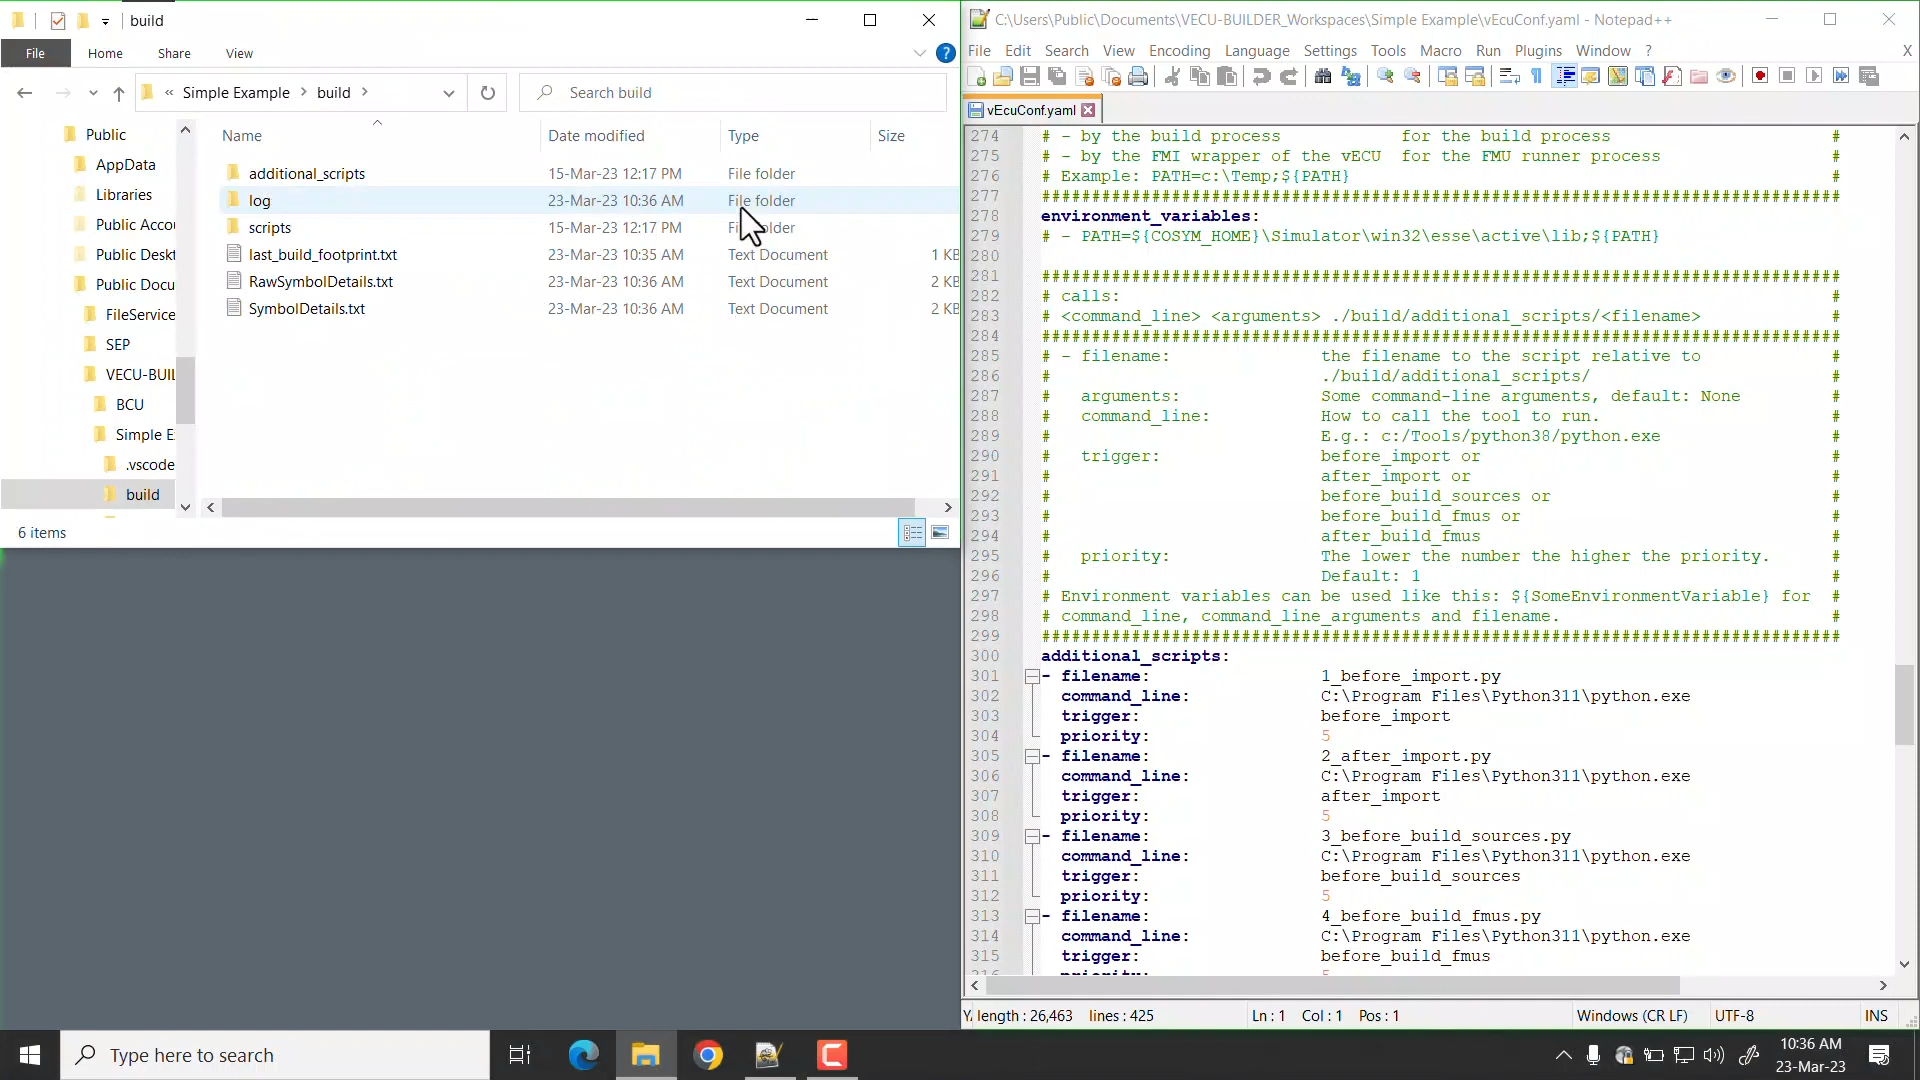 build
File
Home
Share
View
?
« Simple Example > build >
Search build
Public
AppData
Libraries
Public Accou
Public Deskt
Public Docu
FileService
SEP
VECU-BUIL
BCU
Simple E
.vscode
build
Name
Date modified
Type
Size
additional_scripts 15-Mar-23 12:17 PM File folder
log 23-Mar-23 10:36 AM File folder
scripts 15-Mar-23 12:17 PM
last_build_footprint.txt 23-Mar-23 10:35 AM Text Document 1 KB
RawSymbolDetails.txt 23-Mar-23 10:36 AM Text Document 2 KB
SymbolDetails.txt 23-Mar-23 10:36 AM Text Document 2 KB
6 items
C:\Users\Public\Documents\VECU-BUILDER_Workspaces\Simple Example\vEcuConf.yaml - Notepad++
File Edit Search View Encoding Language Settings Tools Macro Run Plugins Window ? X
vEcuConf.yaml
274 # - by the build process for the build process #
275 # - by the FMI wrapper of the vECU for the FMU runner process #
276 # Example: PATH=c:\Temp;${PATH} #
277 ################################################################################
278 environment_variables:
279 # - PATH=${COSYM_HOME}\Simulator\win32\esse\active\lib;${PATH}
280
281 ################################################################################
282 # calls: #
283 # <command_line> <arguments> ./build/additional_scripts/<filename> #
284 ################################################################################
285 # - filename: the filename to the script relative to #
286 # ./build/additional_scripts/ #
287 # arguments: Some command-line arguments, default: None #
288 # command_line: How to call the tool to run. #
289 # E.g.: c:/Tools/python38/python.exe #
290 # trigger: before_import or #
291 # after_import or #
292 # before_build_sources or #
293 # before_build_fmus or #
294 # after_build_fmus #
295 # priority: The lower the number the higher the priority. #
296 # Default: 1 #
297 # Environment variables can be used like this: ${SomeEnvironmentVariable} for #
298 # command_line, command_line_arguments and filename. #
299 ################################################################################
300 additional_scripts:
301 - filename: 1_before_import.py
302 command_line: C:\Program Files\Python311\python.exe
303 trigger: before_import
304 priority: 5
305 - filename: 2_after_import.py
306 command_line: C:\Program Files\Python311\python.exe
307 trigger: after_import
308 priority: 5
309 - filename: 3_before_build_sources.py
310 command_line: C:\Program Files\Python311\python.exe
311 trigger: before_build_sources
312 priority: 5
313 - filename: 4_before_build_fmus.py
314 command_line: C:\Program Files\Python311\python.exe
315 trigger: before_build_fmus
length : 26,463 lines : 425 Ln : 1 Col : 1 Pos : 1 Windows (CR LF) UTF-8 INS
Type here to search
10:36 AM
23-Mar-23